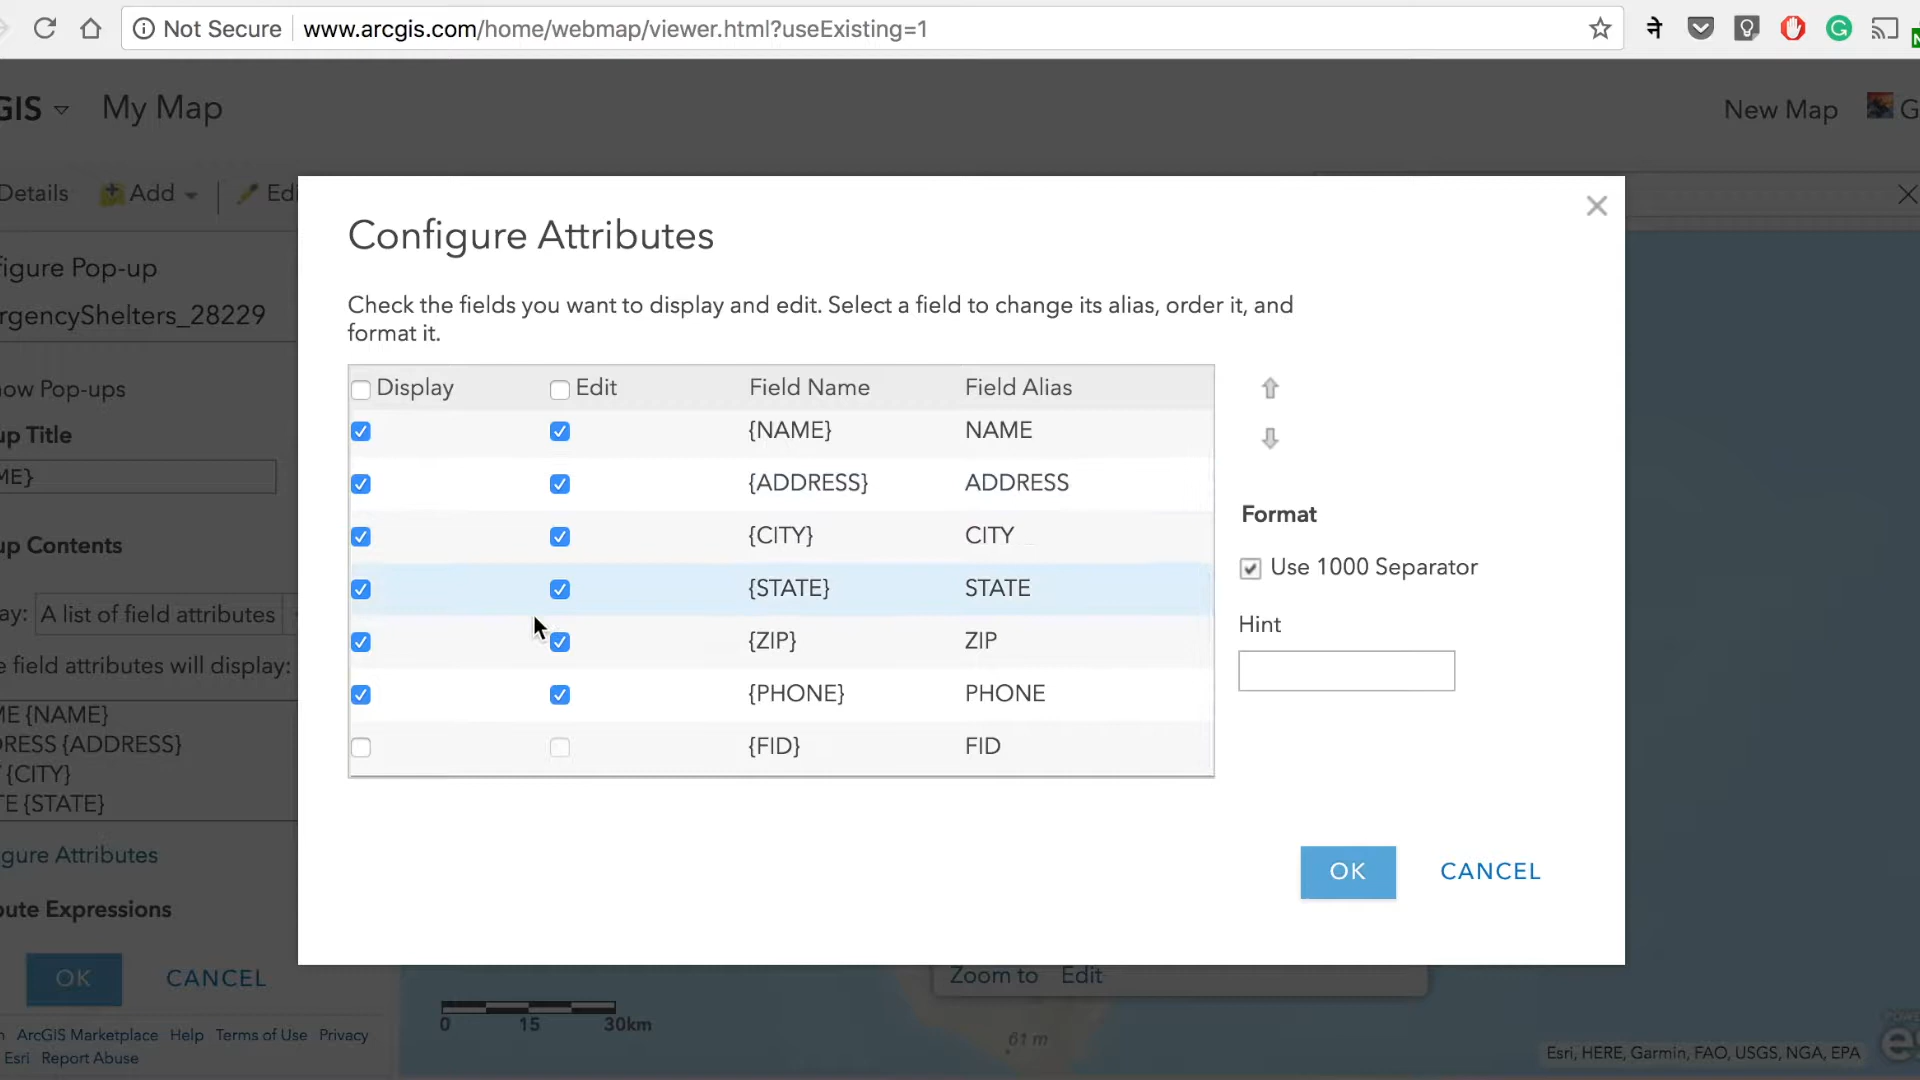 Not Secure www.arcgis.com/home/webmap/viewer.html?useExisting=1
GIS My Map New Map G
Details Add Edi
figure Pop-up
rgencyShelters_28229
ow Pop-ups
up Title
ME}
up Contents
ay: A list of field attributes
e field attributes will display:
ME {NAME}
DRESS {ADDRESS}
{CITY}
TE {STATE}
gure Attributes
bute Expressions
OK CANCEL
ArcGIS Marketplace Help Terms of Use Privacy
Esri Report Abuse
Configure Attributes
Check the fields you want to display and edit. Select a field to change its alias, order it, and
format it.
Display Edit Field Name Field Alias
{NAME} NAME
{ADDRESS} ADDRESS
{CITY} CITY
{STATE} STATE
{ZIP} ZIP
{PHONE} PHONE
{FID} FID
Format
Use 1000 Separator
Hint
OK CANCEL
Zoom to Edit
0 15 30km
61 m
Esri, HERE, Garmin, FAO, USGS, NGA, EPA